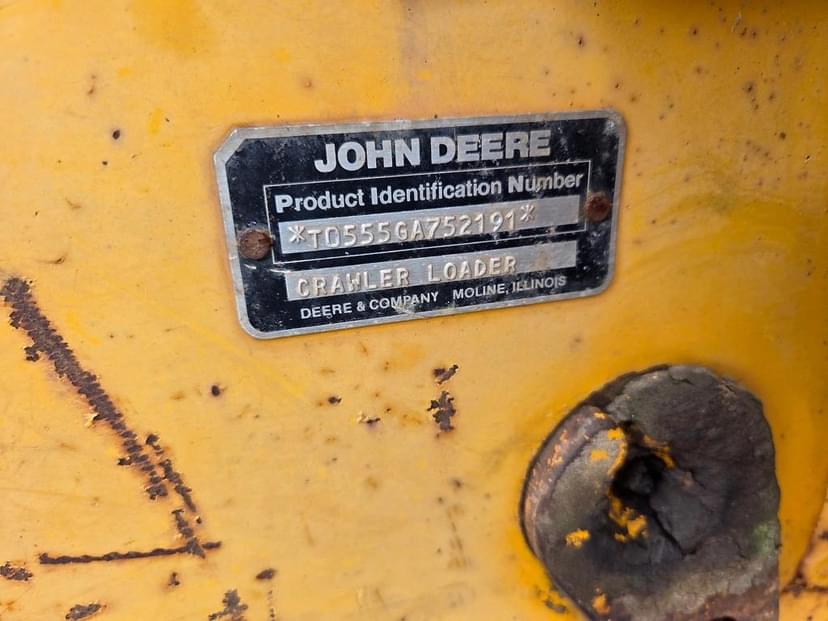 JOHN DEERE
Product Identification Number
*T0555GA752191*
CRAWLER LOADER
DEERE & COMPANY MOLINE, ILLINOIS